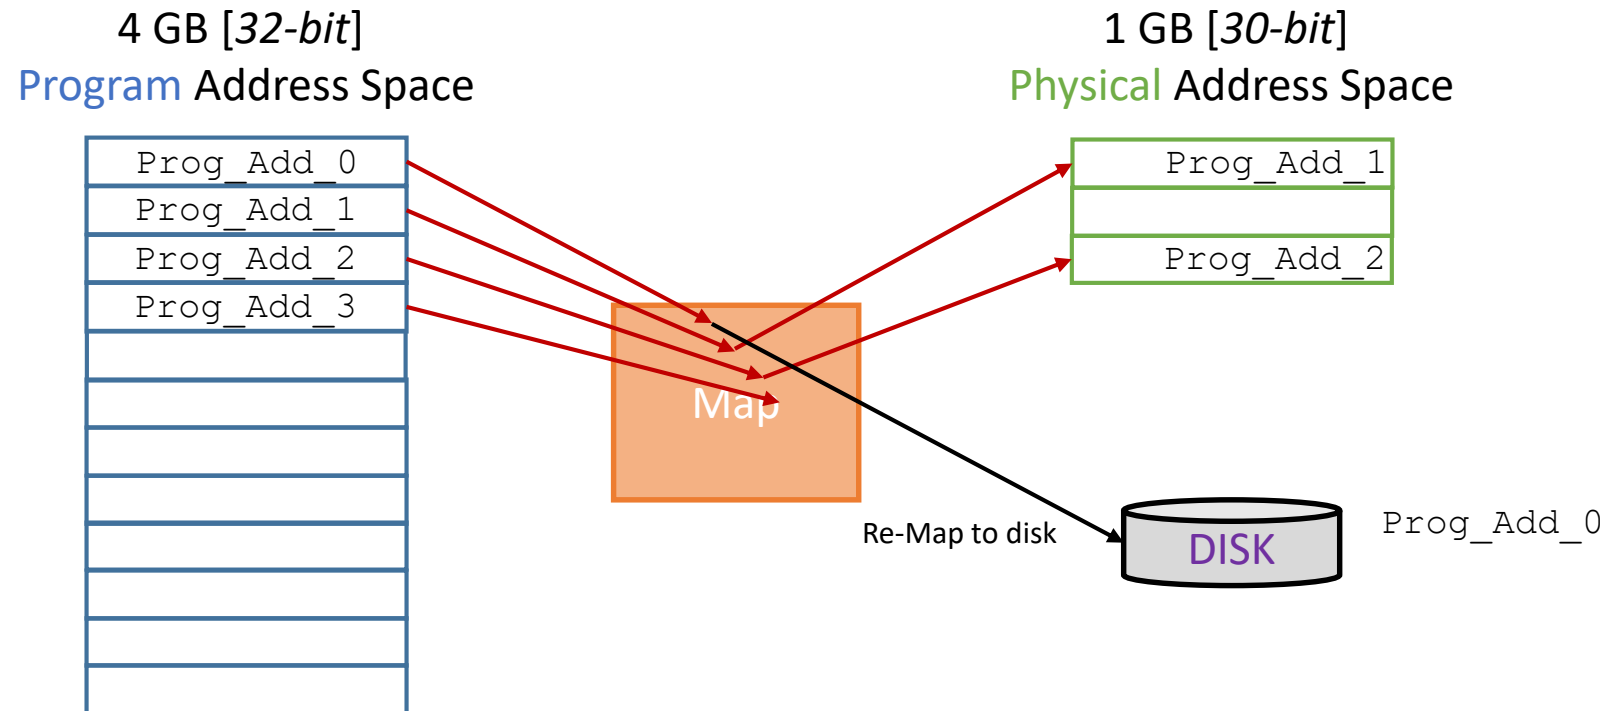 4 GB [32-bit]
Program Address Space
1 GB [30-bit]
Physical Address Space
Prog_Add_0
Prog_Add_1
Prog_Add_2
Prog_Add_3
Map
Prog_Add_1
Prog_Add_2
Re-Map to disk
DISK
Prog_Add_0